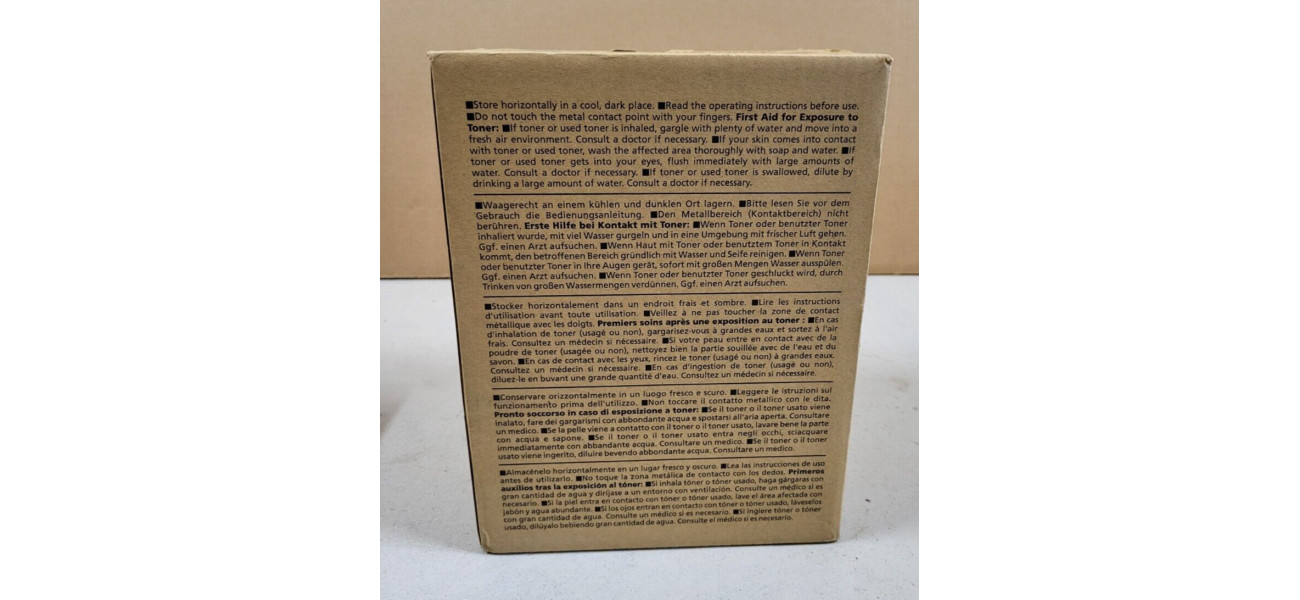 ■Store horizontally in a cool, dark place. ■Read the operating instructions before use.
■Do not touch the metal contact point with your fingers. First Aid for Exposure to
Toner: ■If toner or used toner is inhaled, gargle with plenty of water and move into a
fresh air environment. Consult a doctor if necessary. ■If your skin comes into contact
with toner or used toner, wash the affected area thoroughly with soap and water. ■If
toner or used toner gets into your eyes, flush immediately with large amounts of
water. Consult a doctor if necessary. ■If toner or used toner is swallowed, dilute by
drinking a large amount of water. Consult a doctor if necessary.
■Waagerecht an einem kühlen und dunklen Ort lagern. ■Bitte lesen Sie vor dem
Gebrauch die Bedienungsanleitung. ■Den Metallbereich (Kontaktbereich) nicht
berühren. Erste Hilfe bei Kontakt mit Toner: ■Wenn Toner oder benutzter Toner
inhaliert wurde, mit viel Wasser gurgeln und in eine Umgebung mit frischer Luft gehen.
Ggf. einen Arzt aufsuchen. ■Wenn Haut mit Toner oder benutztem Toner in Kontakt
kommt, den betroffenen Bereich gründlich mit Wasser und Seife reinigen. ■Wenn Toner
oder benutzter Toner in Ihre Augen gerät, sofort mit großen Mengen Wasser ausspülen.
Ggf. einen Arzt aufsuchen. ■Wenn Toner oder benutzter Toner geschluckt wird, durch
Trinken von großen Wassermengen verdünnen. Ggf. einen Arzt aufsuchen.
■Stocker horizontalement dans un endroit frais et sombre. ■Lire les instructions
d'utilisation avant toute utilisation. ■Veillez à ne pas toucher la zone de contact
métallique avec les doigts. Premiers soins après une exposition au toner : ■En cas
d'inhalation de toner (usagé ou non), gargarisez-vous à grandes eaux et sortez à l'air
frais. Consultez un médecin si nécessaire. ■Si votre peau entre en contact avec de la
poudre de toner (usagée ou non), nettoyez bien la partie souillée avec de l'eau et du
savon. ■En cas de contact avec les yeux, rincez le toner (usagé ou non) à grandes eaux.
Consultez un médecin si nécessaire. ■En cas d'ingestion de toner (usagé ou non),
diluez-le en buvant une grande quantité d'eau. Consultez un médecin si nécessaire.
■Conservare orizzontalmente in un luogo fresco e scuro. ■Leggere le istruzioni sul
funzionamento prima dell'utilizzo. ■Non toccare il contatto metallico con le dita.
Pronto soccorso in caso di esposizione a toner: ■Se il toner o il toner usato viene
inalato, fare dei gargarismi con abbondante acqua e spostarsi all'aria aperta. Consultare
un medico. ■Se la pelle viene a contatto con il toner o il toner usato, lavare bene la parte
con acqua e sapone. ■Se il toner o il toner usato entra negli occhi, sciacquare
immediatamente con abbandante acqua. Consultare un medico. ■Se il toner o il toner
usato viene ingerito, diluire bevendo abbondante acqua. Consultare un medico.
■Almacénelo horizontalmente en un lugar fresco y oscuro. ■Lea las instrucciones de uso
antes de utilizarlo. ■No toque la zona metálica de contacto con los dedos. Primeros
auxilios tras la exposición al tóner: ■Si inhala tóner o tóner usado, haga gárgaras con
gran cantidad de agua y diríjase a un entorno con ventilación. Consulte un médico si es
necesario. ■Si la piel entra en contacto con tóner o tóner usado, lave el área afectada con
jabón y agua abundante. ■Si los ojos entran en contacto con tóner o tóner usado, láveselos
con gran cantidad de agua. Consulte un médico si es necesario. ■Si ingiere tóner o tóner
usado, dilúyalo bebiendo gran cantidad de agua. Consulte el médico si es necesario.